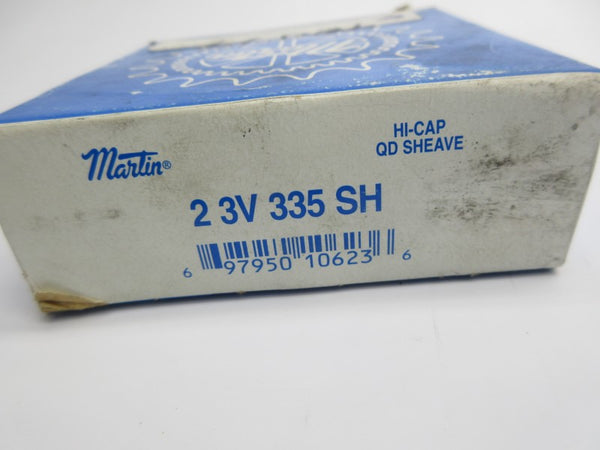 Martin®
HI-CAP
QD SHEAVE
2 3V 335 SH
6 97950 10623 6